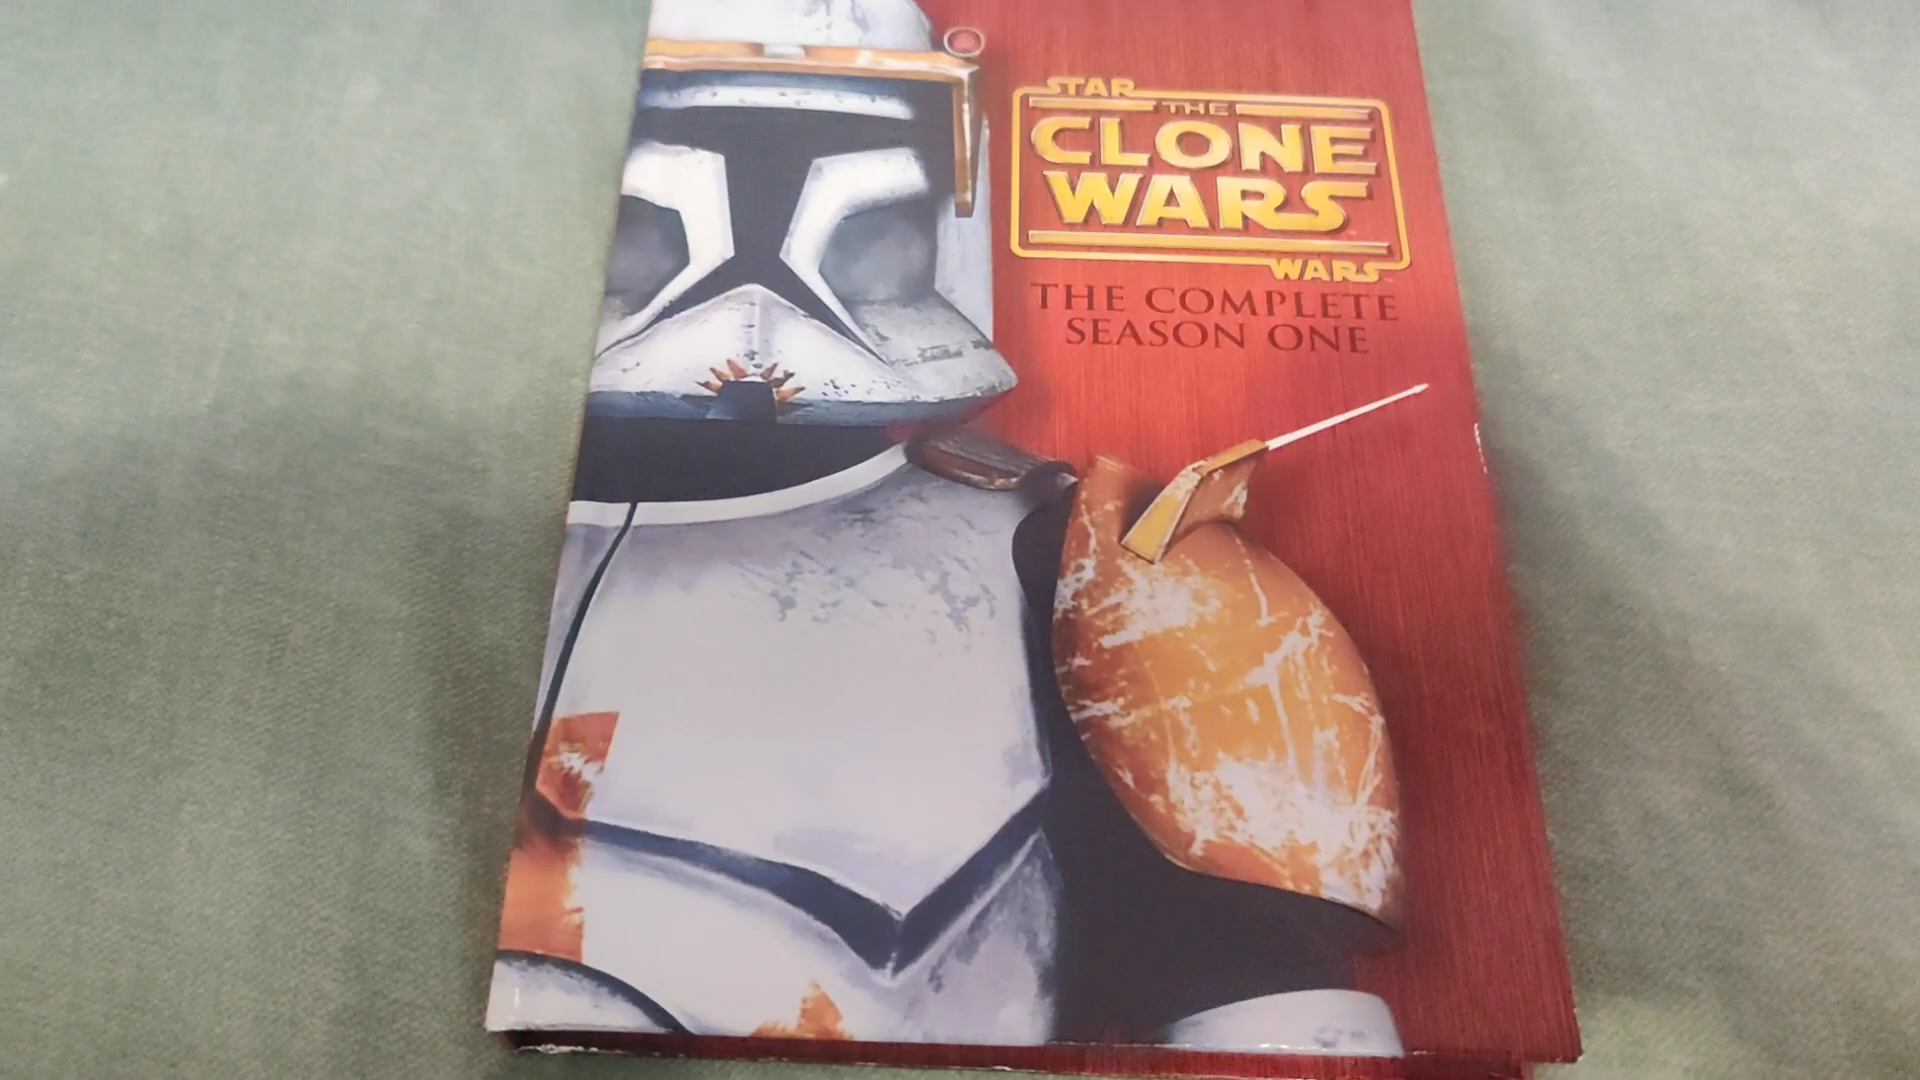 STAR
THE
CLONE
WARS
WARS
THE COMPLETE
SEASON ONE